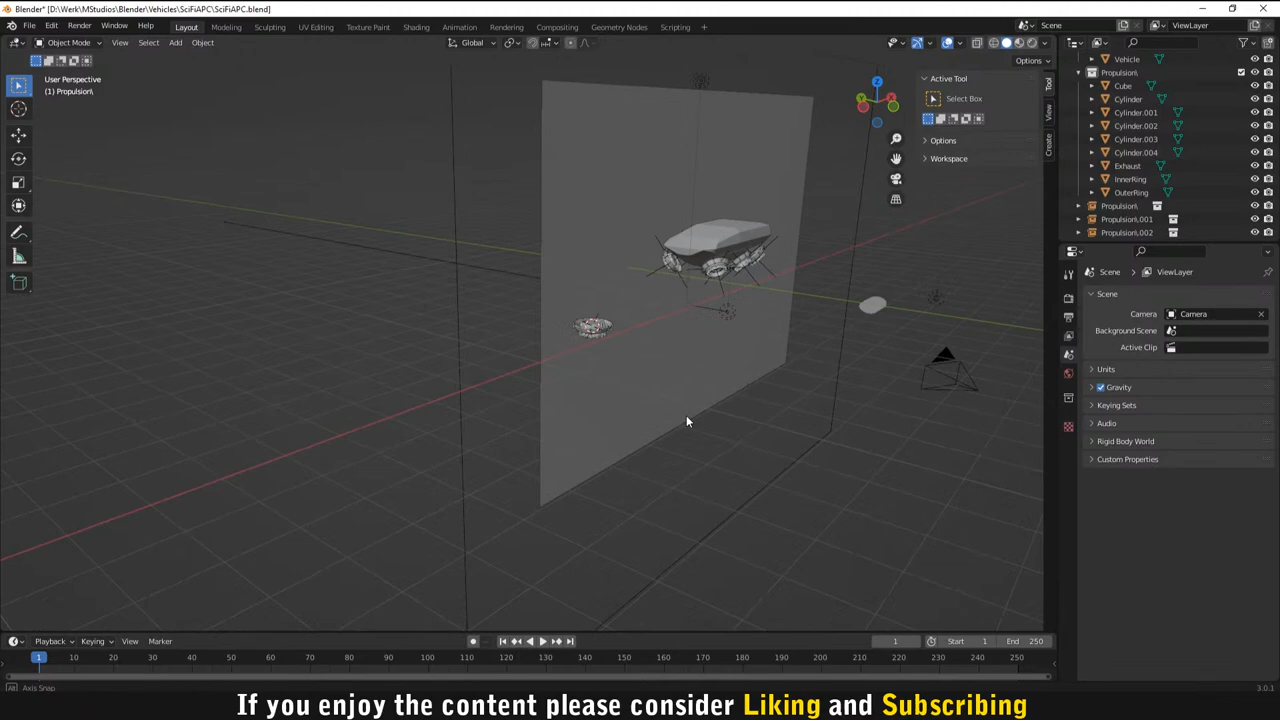 Blender* [D:\Werk\MStudios\Blender\Vehicles\SciFiAPC\SciFiAPC.blend]
File Edit Render Window Help Layout Modeling Sculpting UV Editing Texture Paint Shading Animation Rendering Compositing Geometry Nodes Scripting Scene ViewLayer
Object Mode View Select Add Object Global
Options
User Perspective
(1) Propulsion\
Active Tool
Select Box
Options
Workspace
Tool
View
Create
Z
Y
X
Vehicle
Propulsion\
Cube
Cylinder
Cylinder.001
Cylinder.002
Cylinder.003
Cylinder.004
Exhaust
InnerRing
OuterRing
Propulsion\
Propulsion\.001
Propulsion\.002
Scene ViewLayer
Scene
Camera Camera
Background Scene
Active Clip
Units
Gravity
Keying Sets
Audio
Rigid Body World
Custom Properties
Playback Keying View Marker 1 Start 1 End 250
1 10 20 30 40 50 60 70 80 90 100 110 120 130 140 150 160 170 180 190 200 210 220 230 240 250
Axis Snap
3.0.1
If you enjoy the content please consider Liking and Subscribing